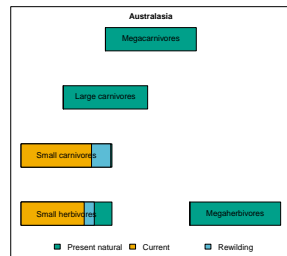 Australasia
Megacarnivores
Large carnivores
Small carnivores
Small herbivores
Megaherbivores
Present natural Current Rewilding